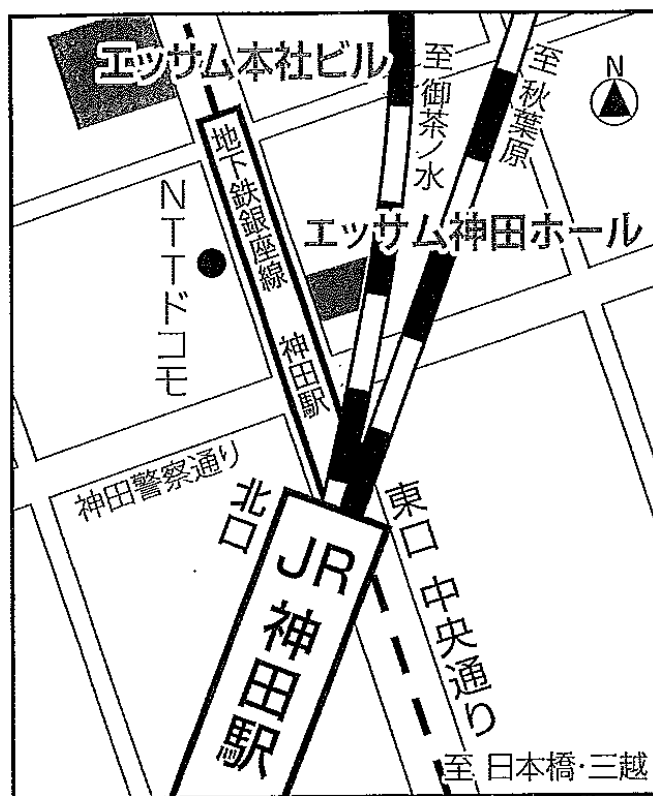 エッサム本社ビル
至 御茶ノ水
至 秋葉原
N
地下鉄銀座線 神田駅
NTTドコモ
エッサム神田ホール
神田警察通り
北口
東口
中央通り
JR神田駅
至 日本橋・三越